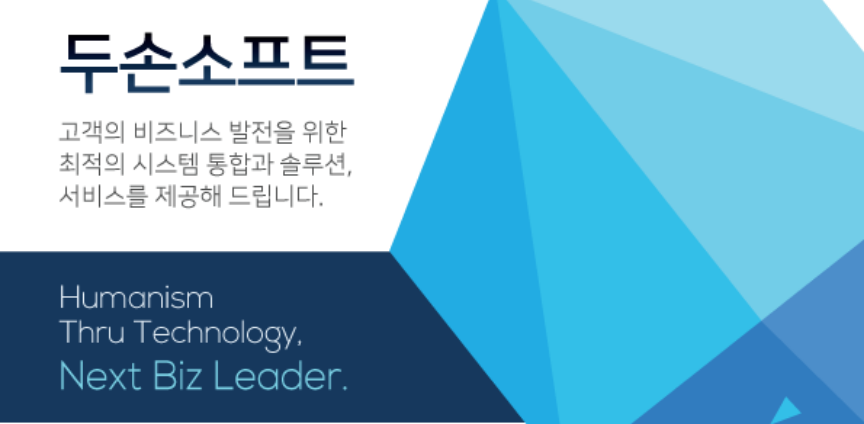 두손소프트
고객의 비즈니스 발전을 위한
최적의 시스템 통합과 솔루션,
서비스를 제공해 드립니다.
Humanism
Thru Technology,
Next Biz Leader.